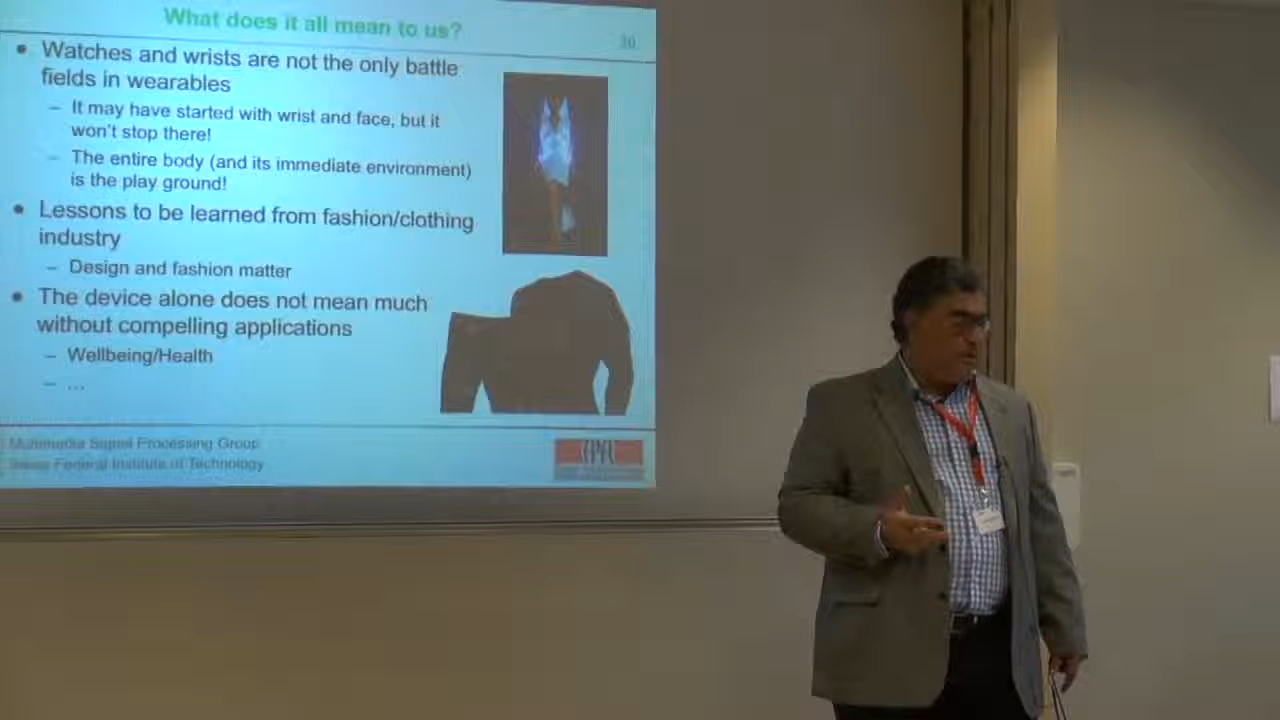 What does it all mean to us?
30
• Watches and wrists are not the only battle
fields in wearables
– It may have started with wrist and face, but it
won't stop there!
– The entire body (and its immediate environment)
is the play ground!
• Lessons to be learned from fashion/clothing
industry
– Design and fashion matter
• The device alone does not mean much
without compelling applications
– Wellbeing/Health
– ...
Multimedia Signal Processing Group
Swiss Federal Institute of Technology
EPFL